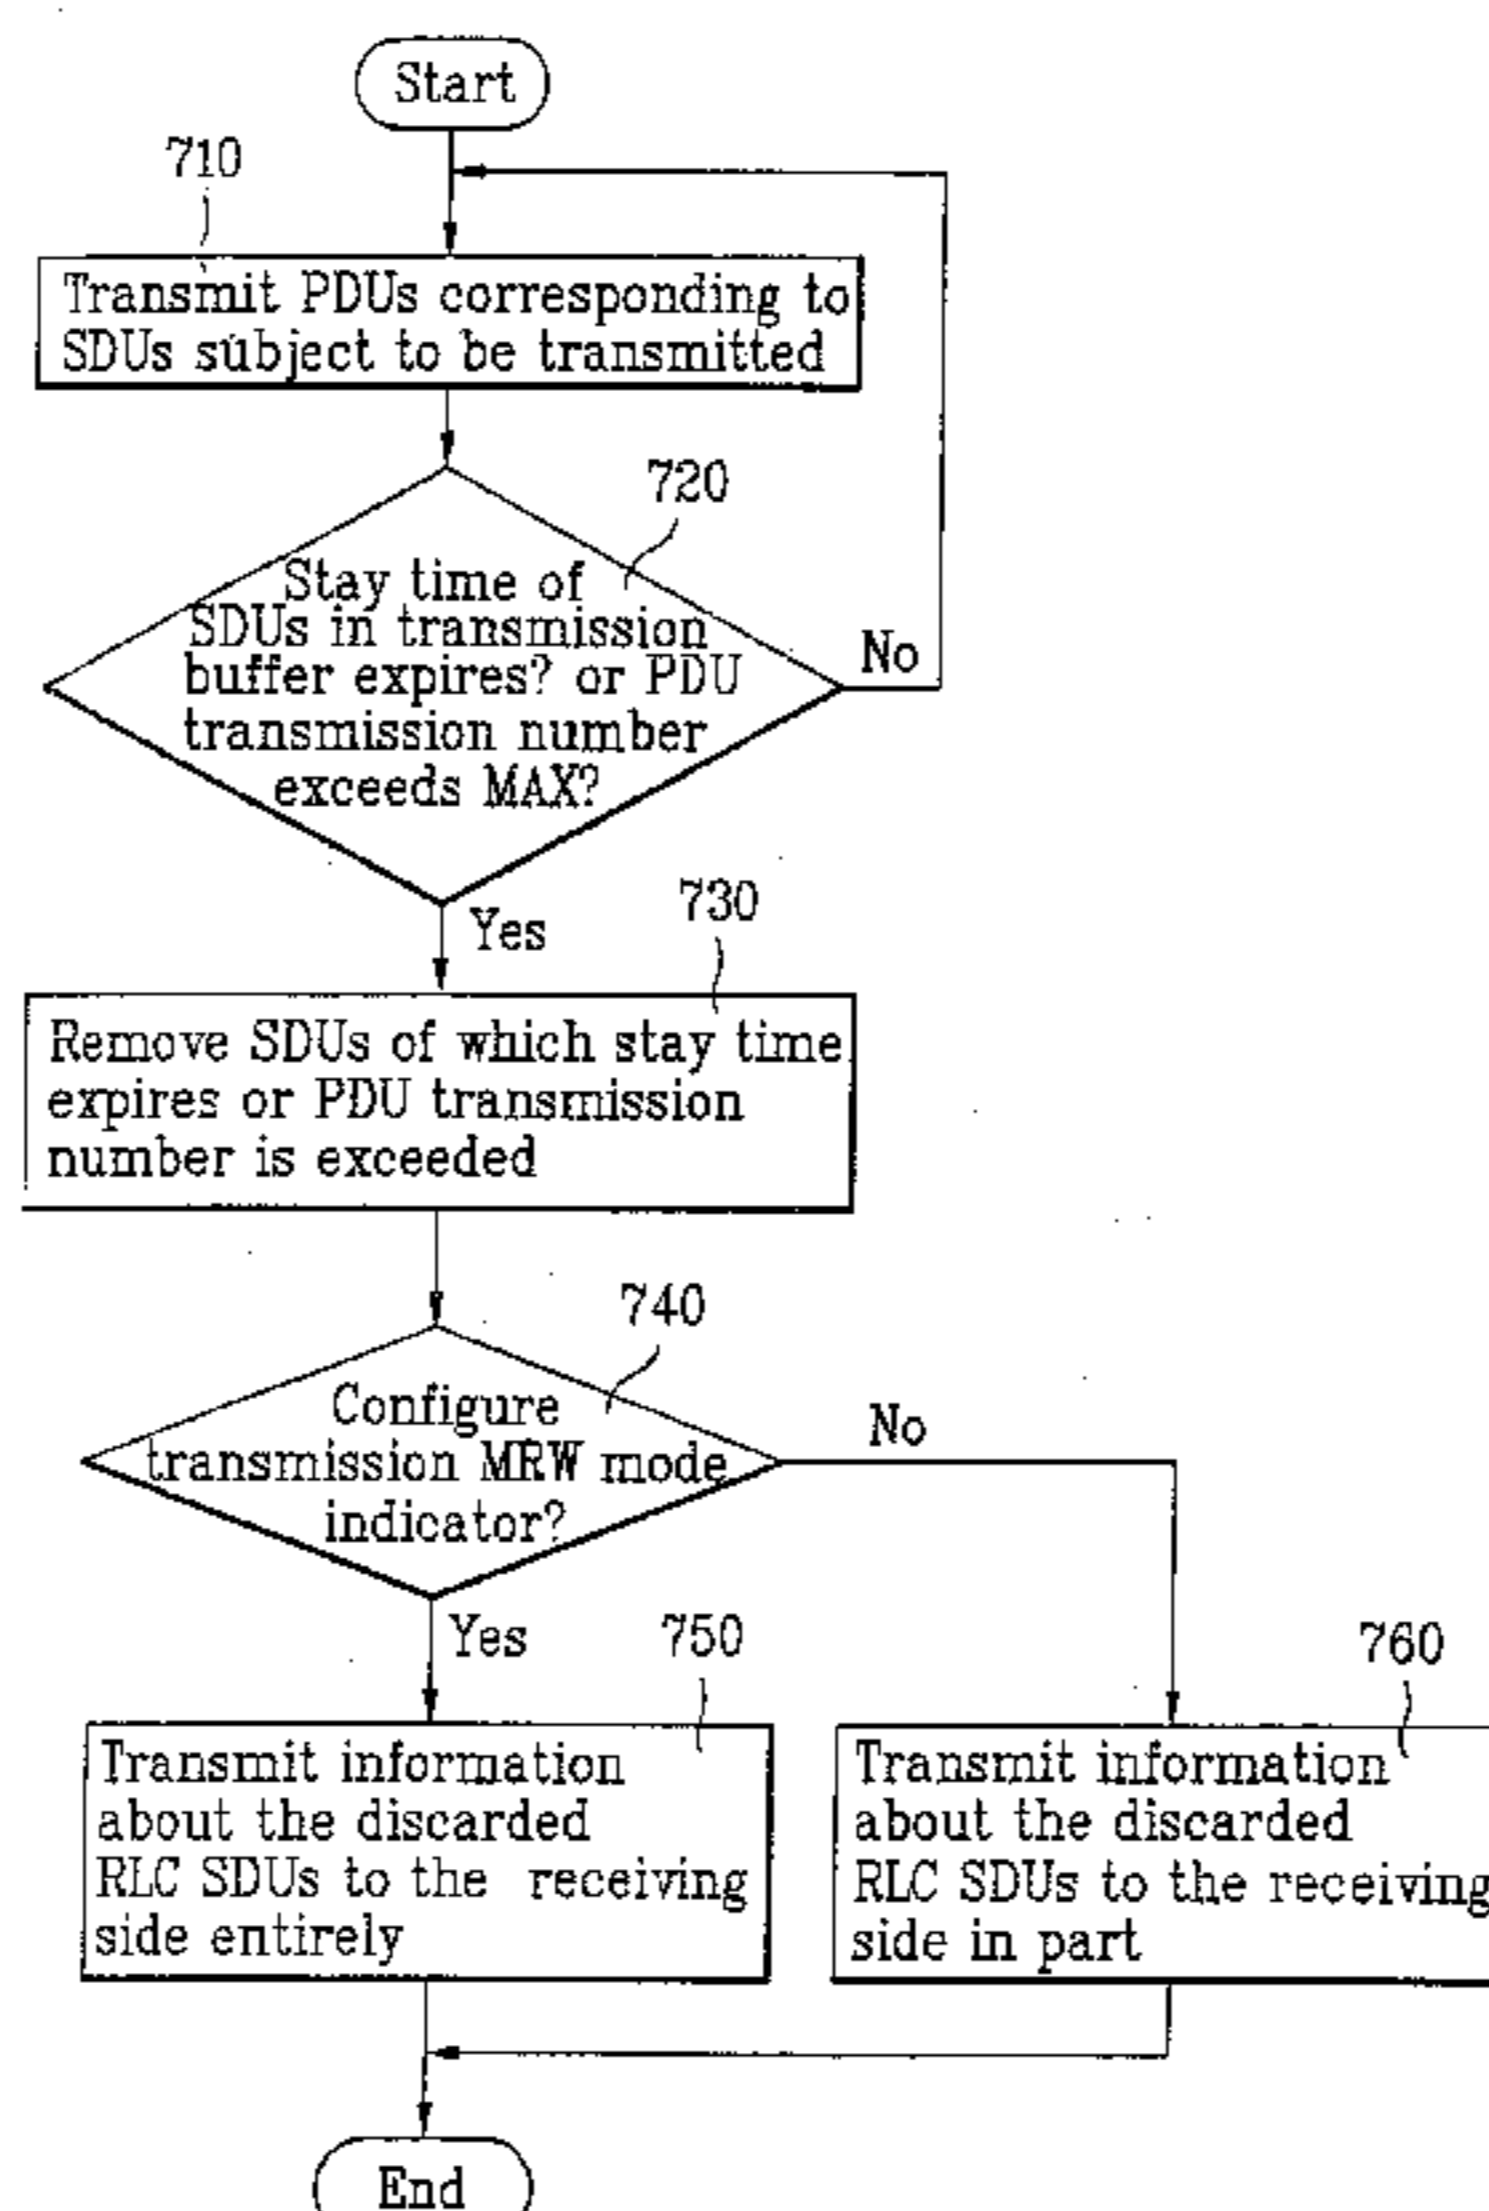 Start
710
Transmit PDUs corresponding to
SDUs subject to be transmitted
720
Stay time of
SDUs in transmission
buffer expires? or PDU
transmission number
exceeds MAX?
No
Yes
730
Remove SDUs of which stay time
expires or PDU transmission
number is exceeded
740
Configure
transmission MRW mode
indicator?
No
Yes
750
Transmit information
about the discarded
RLC SDUs to the receiving
side entirely
760
Transmit information
about the discarded
RLC SDUs to the receiving
side in part
End